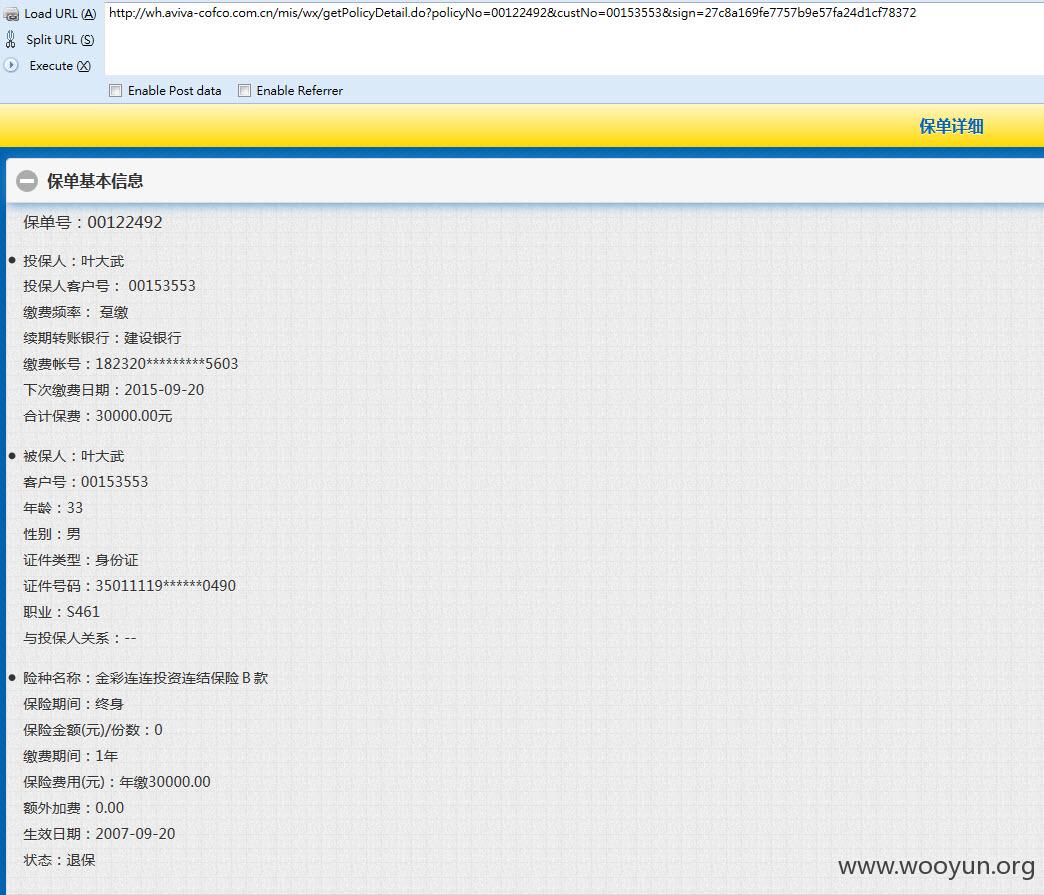 Load URL (A)
http://wh.aviva-cofco.com.cn/mis/wx/getPolicyDetail.do?policyNo=00122492&custNo=00153553&sign=27c8a169fe7757b9e57fa24d1cf78372
Split URL (S)
Execute (X)
Enable Post data
Enable Referrer
保单详细
保单基本信息
保单号：00122492
投保人：叶大武
投保人客户号： 00153553
缴费频率： 趸缴
续期转账银行：建设银行
缴费帐号：182320*********5603
下次缴费日期：2015-09-20
合计保费：30000.00元
被保人：叶大武
客户号：00153553
年龄：33
性别：男
证件类型：身份证
证件号码：35011119******0490
职业：S461
与投保人关系：--
险种名称：金彩连连投资连结保险Ｂ款
保险期间：终身
保险金额(元)/份数：0
缴费期间：1年
保险费用(元)：年缴30000.00
额外加费：0.00
生效日期：2007-09-20
状态：退保
www.wooyun.org